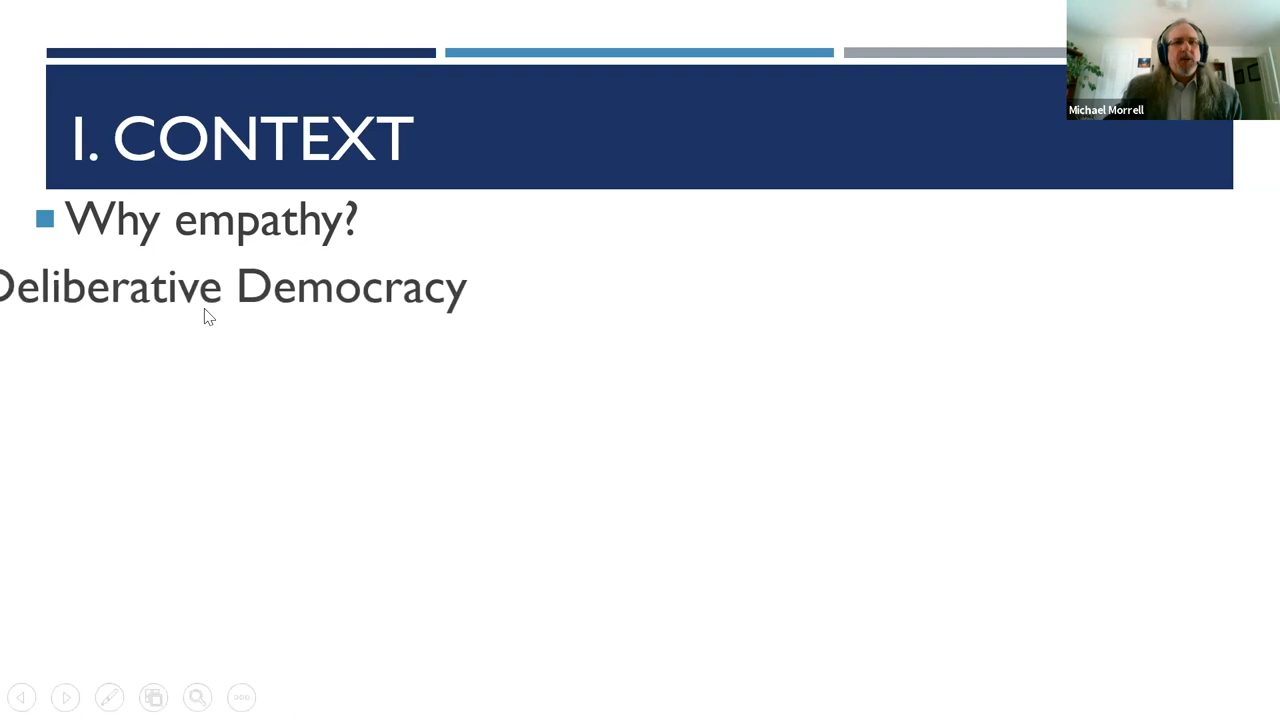 I. CONTEXT
Michael Morrell
Why empathy?
Deliberative Democracy